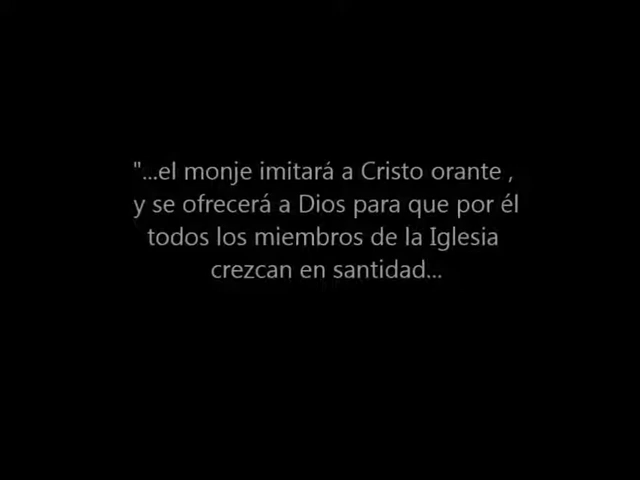 "...el monje imitará a Cristo orante ,
y se ofrecerá a Dios para que por él
todos los miembros de la Iglesia
crezcan en santidad...